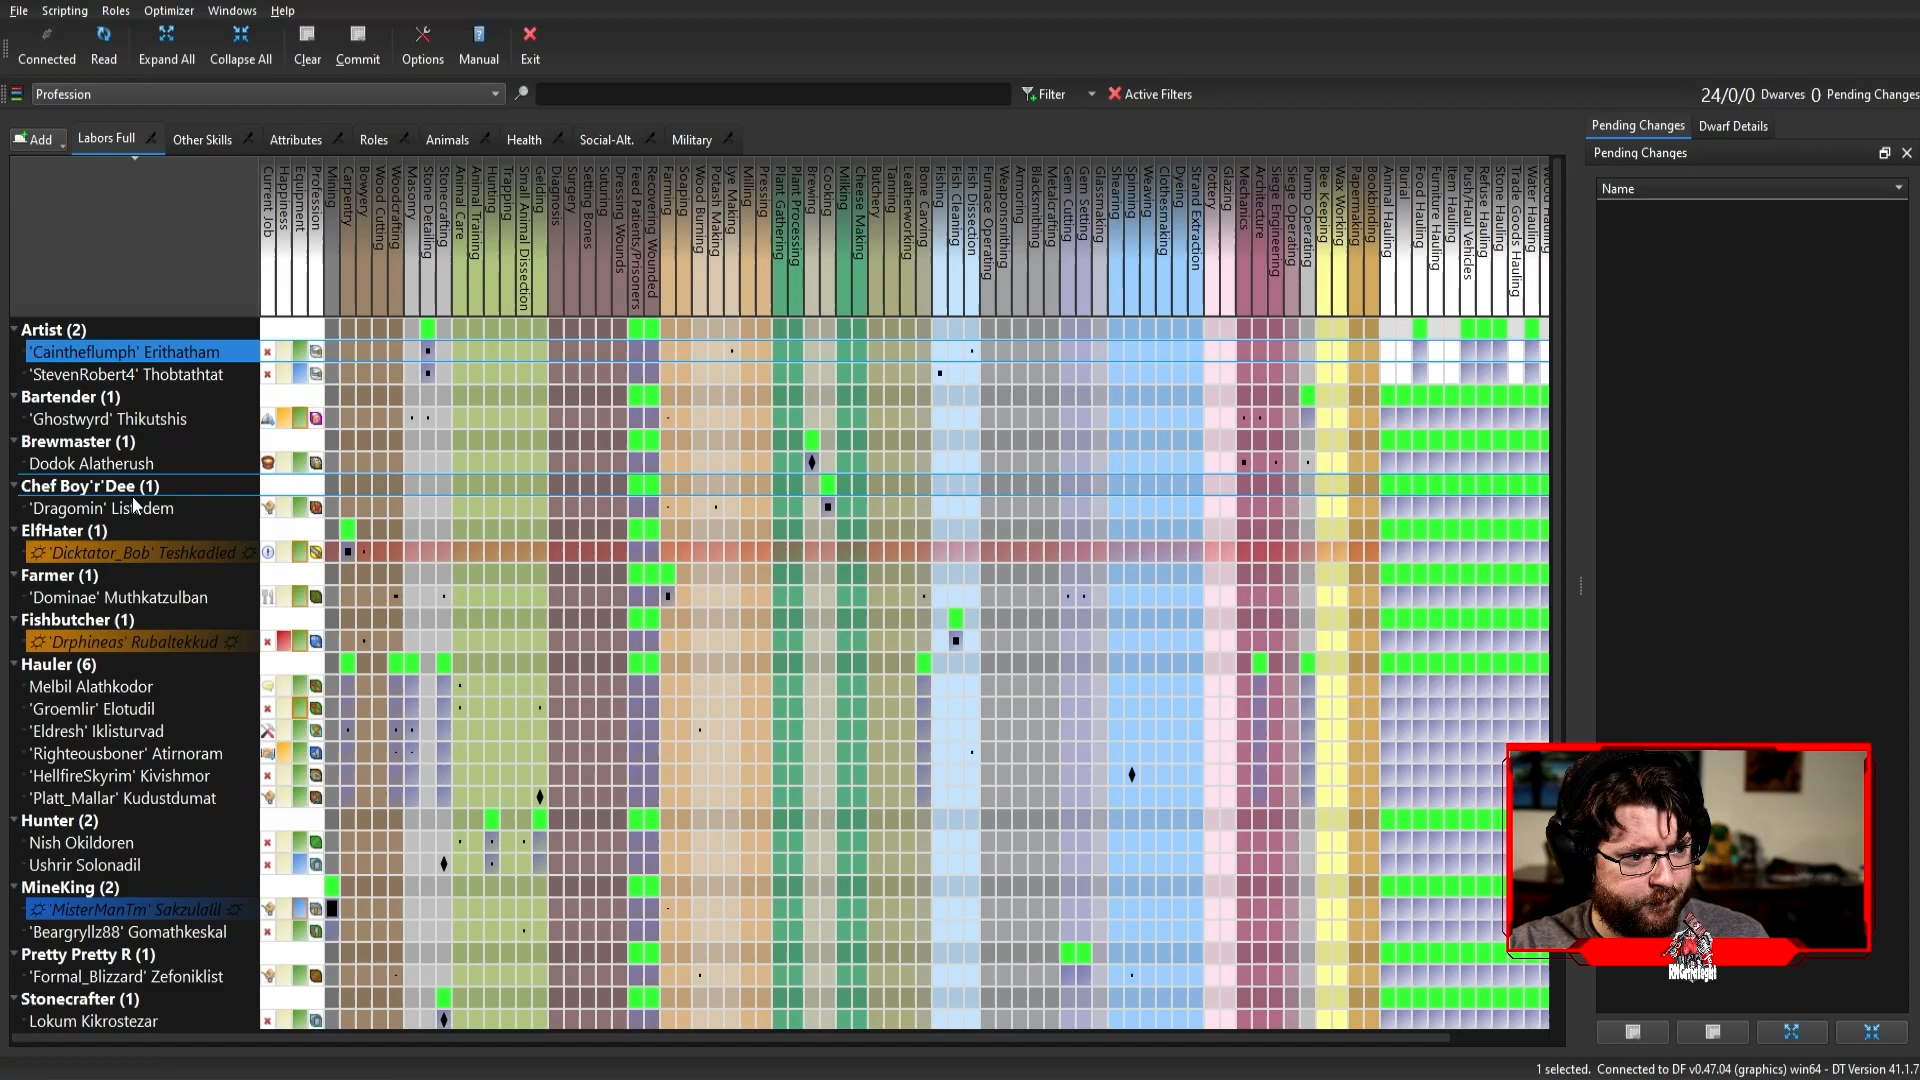 File Scripting Roles Optimizer Windows Help
Connected Read Expand All Collapse All Clear Commit Options Manual Exit
Profession Filter Active Filters 24/0/0 Dwarves 0 Pending Changes
Add Labors Full Other Skills Attributes Roles Animals Health Social-Alt. Military
Pending Changes Dwarf Details
Pending Changes
Name
Current Job
Happiness
Equipment
Profession
Mining
Carpentry
Bowyery
Wood Cutting
Woodcrafting
Masonry
Stone Detailing
Stonecrafting
Animal Care
Animal Training
Hunting
Trapping
Small Animal Dissection
Gelding
Diagnosis
Surgery
Setting Bones
Suturing
Dressing Wounds
Feed Patients/Prisoners
Recovering Wounded
Farming
Soaping
Wood Burning
Potash Making
Lye Making
Milling
Pressing
Plant Gathering
Plant Processing
Brewing
Cooking
Milking
Cheese Making
Butchery
Tanning
Leatherworking
Bone Carving
Fishing
Fish Cleaning
Fish Dissection
Furnace Operating
Weaponsmithing
Armoring
Blacksmithing
Metalcrafting
Gem Cutting
Gem Setting
Glassmaking
Shearing
Spinning
Weaving
Clothesmaking
Dyeing
Strand Extraction
Pottery
Glazing
Mechanics
Architecture
Siege Engineering
Siege Operating
Pump Operating
Bee Keeping
Wax Working
Papermaking
Bookbinding
Animal Hauling
Burial
Food Hauling
Furniture Hauling
Item Hauling
Push/Haul Vehicles
Refuse Hauling
Stone Hauling
Trade Goods Hauling
Water Hauling
Wood Hauling
Artist (2)
'Caintheflumph' Erithatham
'StevenRobert4' Thobtathtat
Bartender (1)
'Ghostwyrd' Thikutshis
Brewmaster (1)
Dodok Alatherush
Chef Boy'r'Dee (1)
'Dragomin' Listedem
ElfHater (1)
'Dicktator_Bob' Teshkadled
Farmer (1)
'Dominae' Muthkatzulban
Fishbutcher (1)
'Drphineas' Rubaltekkud
Hauler (6)
Melbil Alathkodor
'Groemlir' Elotudil
'Eldresh' Iklisturvad
'Righteousboner' Atirnoram
'HellfireSkyrim' Kivishmor
'Platt_Mallar' Kudustdumat
Hunter (2)
Nish Okildoren
Ushrir Solonadil
MineKing (2)
'MisterManTm' Sakzulalil
'Beargryllz88' Gomathkeskal
Pretty Pretty R (1)
'Formal_Blizzard' Zefoniklist
Stonecrafter (1)
Lokum Kikrostezar
1 selected. Connected to DF v0.47.04 (graphics) win64 - DT Version 41.1.7